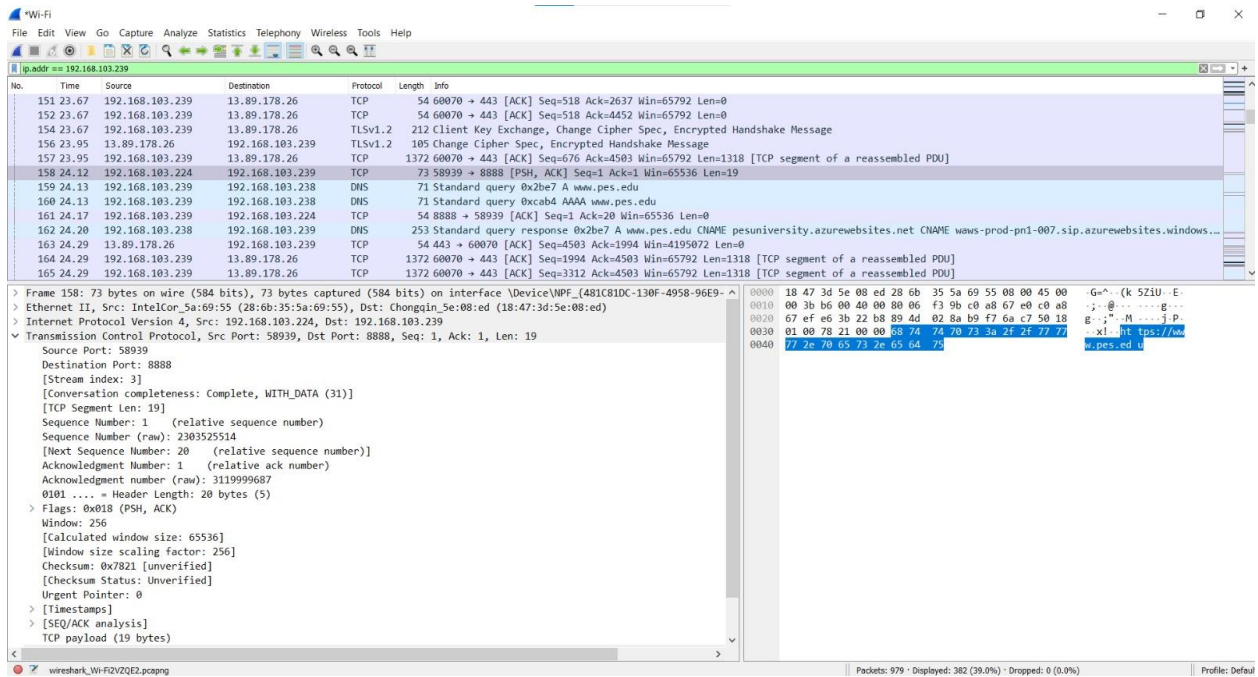 *Wi-Fi
File Edit View Go Capture Analyze Statistics Telephony Wireless Tools Help
ip.addr == 192.168.103.239
No. Time Source Destination Protocol Length Info
151 23.67 192.168.103.239 13.89.178.26 TCP 54 60070 → 443 [ACK] Seq=518 Ack=2637 Win=65792 Len=0
152 23.67 192.168.103.239 13.89.178.26 TCP 54 60070 → 443 [ACK] Seq=518 Ack=4452 Win=65792 Len=0
154 23.67 192.168.103.239 13.89.178.26 TLSv1.2 212 Client Key Exchange, Change Cipher Spec, Encrypted Handshake Message
156 23.95 13.89.178.26 192.168.103.239 TLSv1.2 105 Change Cipher Spec, Encrypted Handshake Message
157 23.95 192.168.103.239 13.89.178.26 TCP 1372 60070 → 443 [ACK] Seq=676 Ack=4503 Win=65792 Len=1318 [TCP segment of a reassembled PDU]
158 24.12 192.168.103.224 192.168.103.239 TCP 73 58939 → 8888 [PSH, ACK] Seq=1 Ack=1 Win=65536 Len=19
159 24.13 192.168.103.239 192.168.103.238 DNS 71 Standard query 0x2be7 A www.pes.edu
160 24.13 192.168.103.239 192.168.103.238 DNS 71 Standard query 0xcab4 AAAA www.pes.edu
161 24.17 192.168.103.239 192.168.103.224 TCP 54 8888 → 58939 [ACK] Seq=1 Ack=20 Win=65536 Len=0
162 24.20 192.168.103.238 192.168.103.239 DNS 253 Standard query response 0x2be7 A www.pes.edu CNAME pesuniversity.azurewebsites.net CNAME waws-prod-pn1-007.sip.azurewebsites.windows....
163 24.29 13.89.178.26 192.168.103.239 TCP 54 443 → 60070 [ACK] Seq=4503 Ack=1994 Win=4195072 Len=0
164 24.29 192.168.103.239 13.89.178.26 TCP 1372 60070 → 443 [ACK] Seq=1994 Ack=4503 Win=65792 Len=1318 [TCP segment of a reassembled PDU]
165 24.29 192.168.103.239 13.89.178.26 TCP 1372 60070 → 443 [ACK] Seq=3312 Ack=4503 Win=65792 Len=1318 [TCP segment of a reassembled PDU]
Frame 158: 73 bytes on wire (584 bits), 73 bytes captured (584 bits) on interface \Device\NPF_{481C81DC-130F-4958-96E9-
Ethernet II, Src: IntelCor_5a:69:55 (28:6b:35:5a:69:55), Dst: Chongqin_5e:08:ed (18:47:3d:5e:08:ed)
Internet Protocol Version 4, Src: 192.168.103.224, Dst: 192.168.103.239
Transmission Control Protocol, Src Port: 58939, Dst Port: 8888, Seq: 1, Ack: 1, Len: 19
Source Port: 58939
Destination Port: 8888
[Stream index: 3]
[Conversation completeness: Complete, WITH_DATA (31)]
[TCP Segment Len: 19]
Sequence Number: 1 (relative sequence number)
Sequence Number (raw): 2303525514
[Next Sequence Number: 20 (relative sequence number)]
Acknowledgment Number: 1 (relative ack number)
Acknowledgment number (raw): 3119999687
0101 .... = Header Length: 20 bytes (5)
Flags: 0x018 (PSH, ACK)
Window: 256
[Calculated window size: 65536]
[Window size scaling factor: 256]
Checksum: 0x7821 [unverified]
[Checksum Status: Unverified]
Urgent Pointer: 0
[Timestamps]
[SEQ/ACK analysis]
TCP payload (19 bytes)
0000 18 47 3d 5e 08 ed 28 6b 35 5a 69 55 08 00 45 00 ·G=^··(k 5ZiU··E·
0010 00 3b b6 00 40 00 80 06 f3 9b c0 a8 67 e0 c0 a8 ·;··@··· ····g···
0020 67 ef e6 3b 22 b8 89 4d 02 8a b9 f7 6a c7 50 18 g··;"··M ····j·P·
0030 01 00 78 21 00 00 68 74 74 70 73 3a 2f 2f 77 77 ··x!··ht tps://ww
0040 77 2e 70 65 73 2e 65 64 75 w.pes.ed u
wireshark_Wi-Fi2VZQE2.pcapng
Packets: 979 · Displayed: 382 (39.0%) · Dropped: 0 (0.0%)
Profile: Defaul